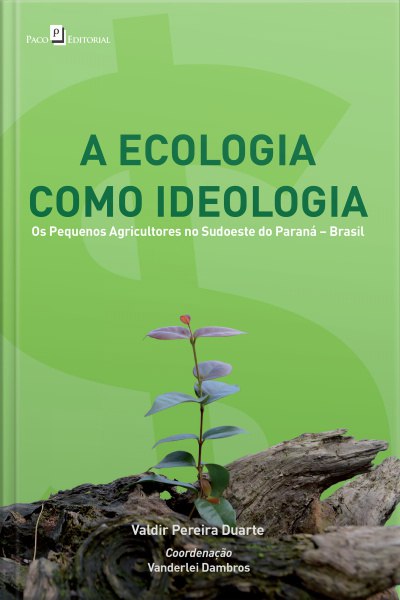 PACO EDITORIAL
A ECOLOGIA
COMO IDEOLOGIA
Os Pequenos Agricultores no Sudoeste do Paraná – Brasil
Valdir Pereira Duarte
Coordenação
Vanderlei Dambros